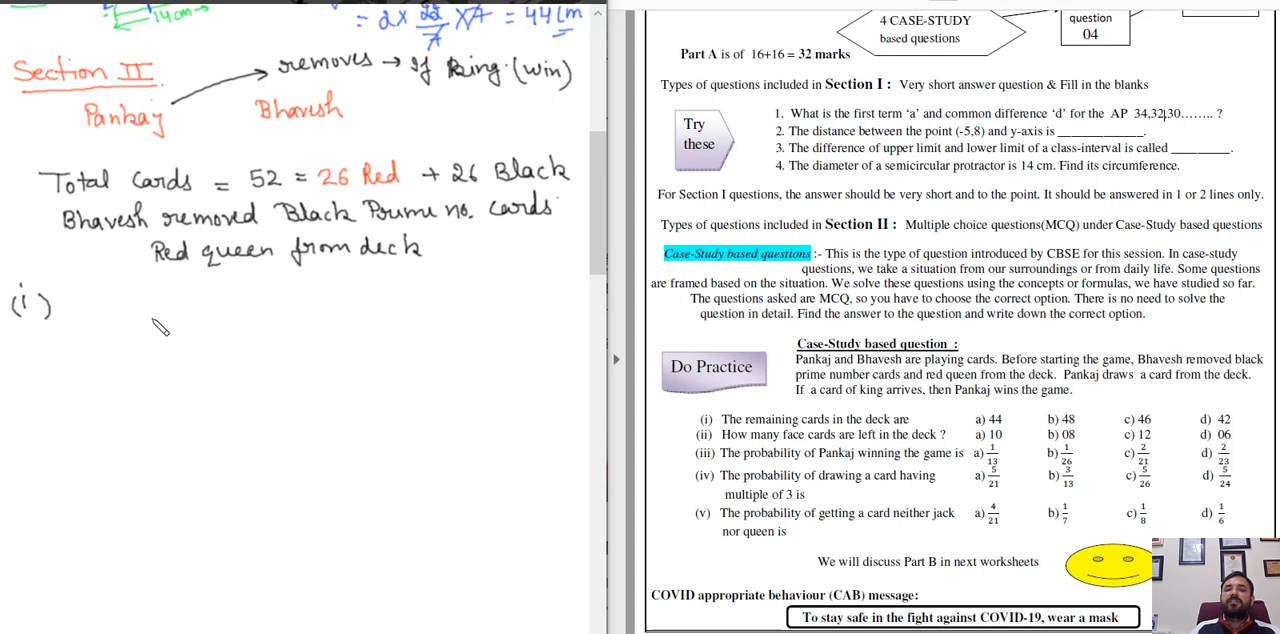 14cm
= 2 × 22/7 × 7 = 44 cm
Section II
Pankaj
removes → If King (win)
Bhavesh
Total Cards = 52 = 26 Red + 26 Black
Bhavesh removed Black Prime no. cards
Red queen from deck
(i)
4 CASE-STUDY
based questions
question
04
Part A is of 16+16 = 32 marks
Types of questions included in Section I : Very short answer question & Fill in the blanks
Try
these
1. What is the first term ‘a’ and common difference ‘d’ for the AP 34,32,30…….. ?
2. The distance between the point (-5,8) and y-axis is _____________.
3. The difference of upper limit and lower limit of a class-interval is called _________.
4. The diameter of a semicircular protractor is 14 cm. Find its circumference.
For Section I questions, the answer should be very short and to the point. It should be answered in 1 or 2 lines only.
Types of questions included in Section II : Multiple choice questions(MCQ) under Case-Study based questions
Case-Study based questions :- This is the type of question introduced by CBSE for this session. In case-study
questions, we take a situation from our surroundings or from daily life. Some questions
are framed based on the situation. We solve these questions using the concepts or formulas, we have studied so far.
The questions asked are MCQ, so you have to choose the correct option. There is no need to solve the
question in detail. Find the answer to the question and write down the correct option.
Case-Study based question :
Do Practice
Pankaj and Bhavesh are playing cards. Before starting the game, Bhavesh removed black
prime number cards and red queen from the deck. Pankaj draws a card from the deck.
If a card of king arrives, then Pankaj wins the game.
(i) The remaining cards in the deck are a) 44 b) 48 c) 46 d) 42
(ii) How many face cards are left in the deck ? a) 10 b) 08 c) 12 d) 06
(iii) The probability of Pankaj winning the game is a) 1/13 b) 1/26 c) 2/21 d) 2/23
(iv) The probability of drawing a card having a) 5/21 b) 3/13 c) 5/26 d) 5/24
multiple of 3 is
(v) The probability of getting a card neither jack a) 4/21 b) 1/7 c) 1/8 d) 1/6
nor queen is
We will discuss Part B in next worksheets
COVID appropriate behaviour (CAB) message:
To stay safe in the fight against COVID-19, wear a mask